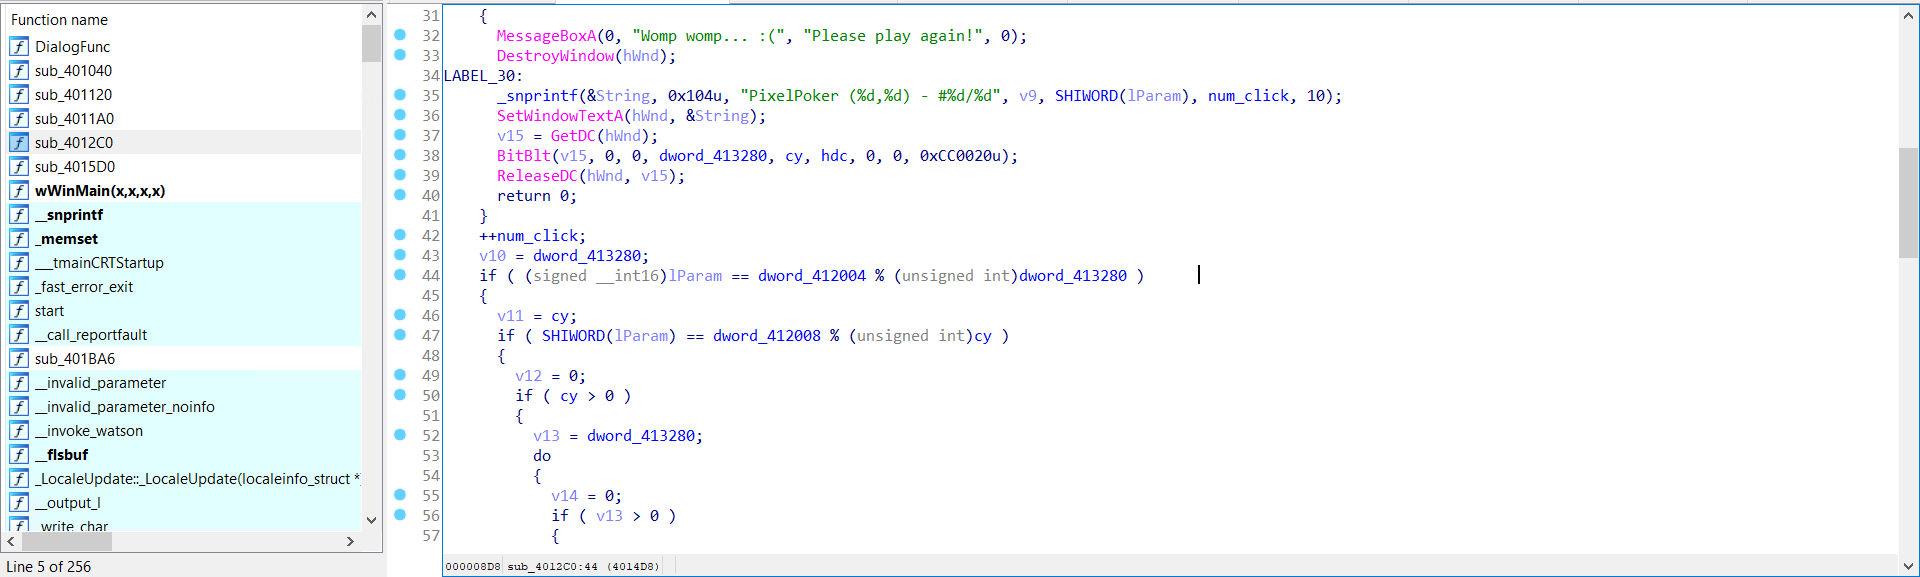 Function name
DialogFunc
sub_401040
sub_401120
sub_4011A0
sub_4012C0
sub_4015D0
wWinMain(x,x,x,x)
__snprintf
_memset
___tmainCRTStartup
_fast_error_exit
start
__call_reportfault
sub_401BA6
__invalid_parameter
__invalid_parameter_noinfo
__invoke_watson
__flsbuf
_LocaleUpdate::_LocaleUpdate(localeinfo_struct *
__output_l
write_char
Line 5 of 256
31 {
32 MessageBoxA(0, "Womp womp... :(", "Please play again!", 0);
33 DestroyWindow(hWnd);
34 LABEL_30:
35 _snprintf(&String, 0x104u, "PixelPoker (%d,%d) - #%d/%d", v9, SHIWORD(lParam), num_click, 10);
36 SetWindowTextA(hWnd, &String);
37 v15 = GetDC(hWnd);
38 BitBlt(v15, 0, 0, dword_413280, cy, hdc, 0, 0, 0xCC0020u);
39 ReleaseDC(hWnd, v15);
40 return 0;
41 }
42 ++num_click;
43 v10 = dword_413280;
44 if ( (signed __int16)lParam == dword_412004 % (unsigned int)dword_413280 )
45 {
46 v11 = cy;
47 if ( SHIWORD(lParam) == dword_412008 % (unsigned int)cy )
48 {
49 v12 = 0;
50 if ( cy > 0 )
51 {
52 v13 = dword_413280;
53 do
54 {
55 v14 = 0;
56 if ( v13 > 0 )
57 {
000008D8 sub_4012C0:44 (4014D8)